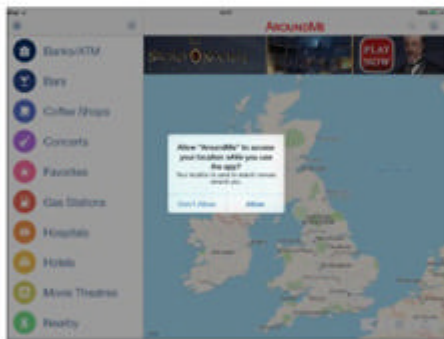 AROUNDME
Banks/ATM
Bars
Coffee Shops
Concerts
Favorites
Gas Stations
Hospitals
Hotels
Movie Theatres
Nearby
PLAY
NOW
Allow "AroundMe" to access
your location while you use
the app?
Don't Allow
Allow